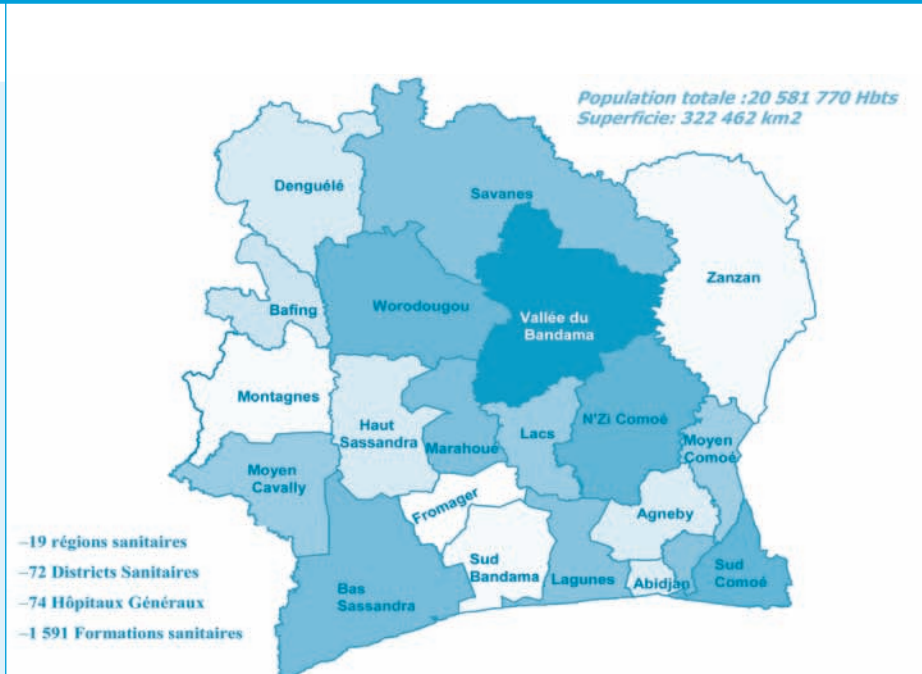 Population totale :20 581 770 Hbts
Superficie: 322 462 km2
Denguélé
Savanes
Zanzan
Bafing
Worodougou
Vallée du
Bandama
Montagnes
Haut
Sassandra
Marahoué
Lacs
N'Zi Comoé
Moyen
Comoé
Moyen
Cavally
Fromager
Agneby
Sud
Bandama
Lagunes
Abidjan
Sud
Comoé
Bas
Sassandra
–19 régions sanitaires
–72 Districts Sanitaires
–74 Hôpitaux Généraux
–1 591 Formations sanitaires